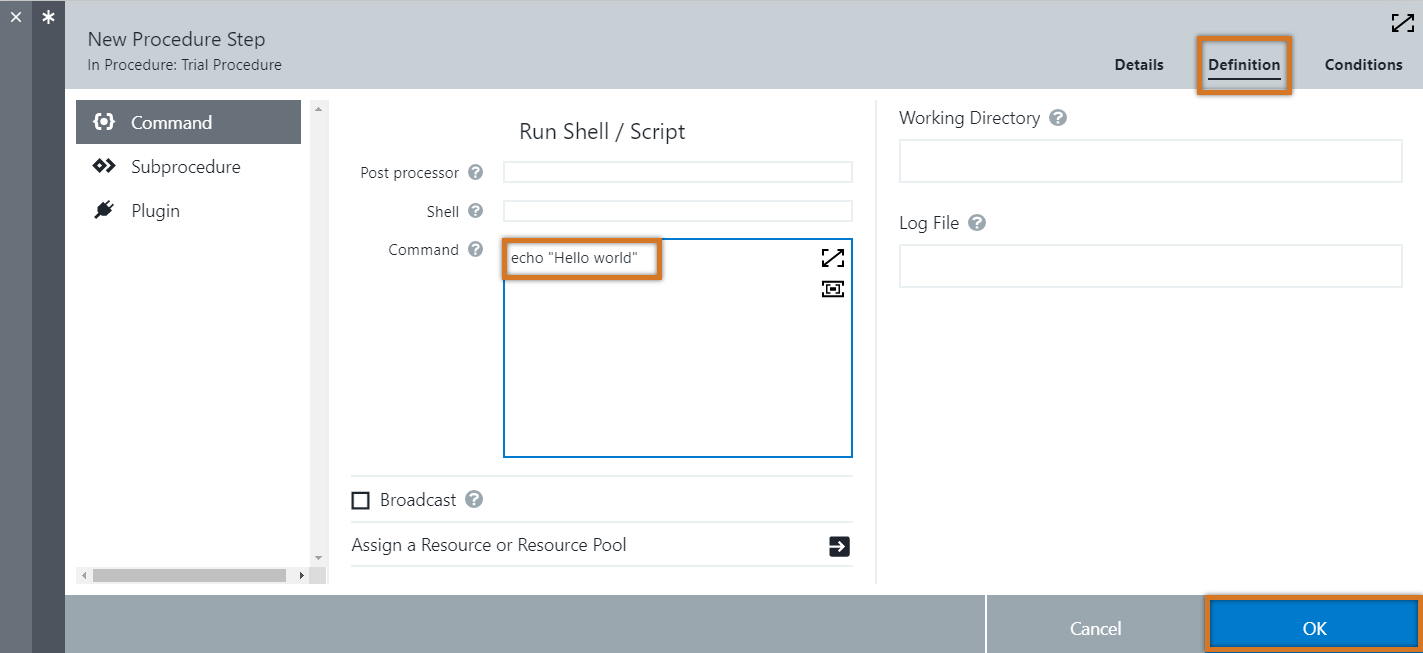 New Procedure Step
In Procedure: Trial Procedure
Details
Definition
Conditions
Command
Subprocedure
Plugin
Run Shell / Script
Post processor ?
Shell ?
Command ?
echo "Hello world"
Broadcast ?
Assign a Resource or Resource Pool
Working Directory ?
Log File ?
Cancel
OK